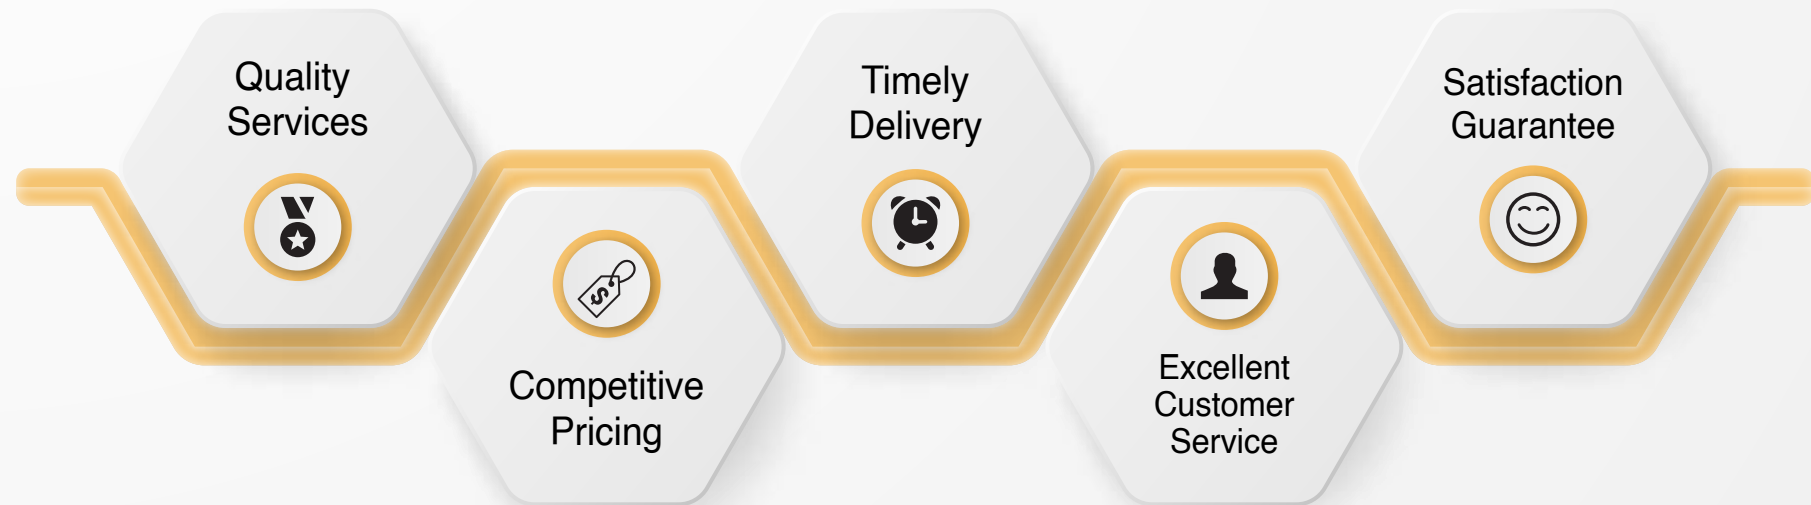 Quality
Services
Competitive
Pricing
Timely
Delivery
Excellent
Customer
Service
Satisfaction
Guarantee